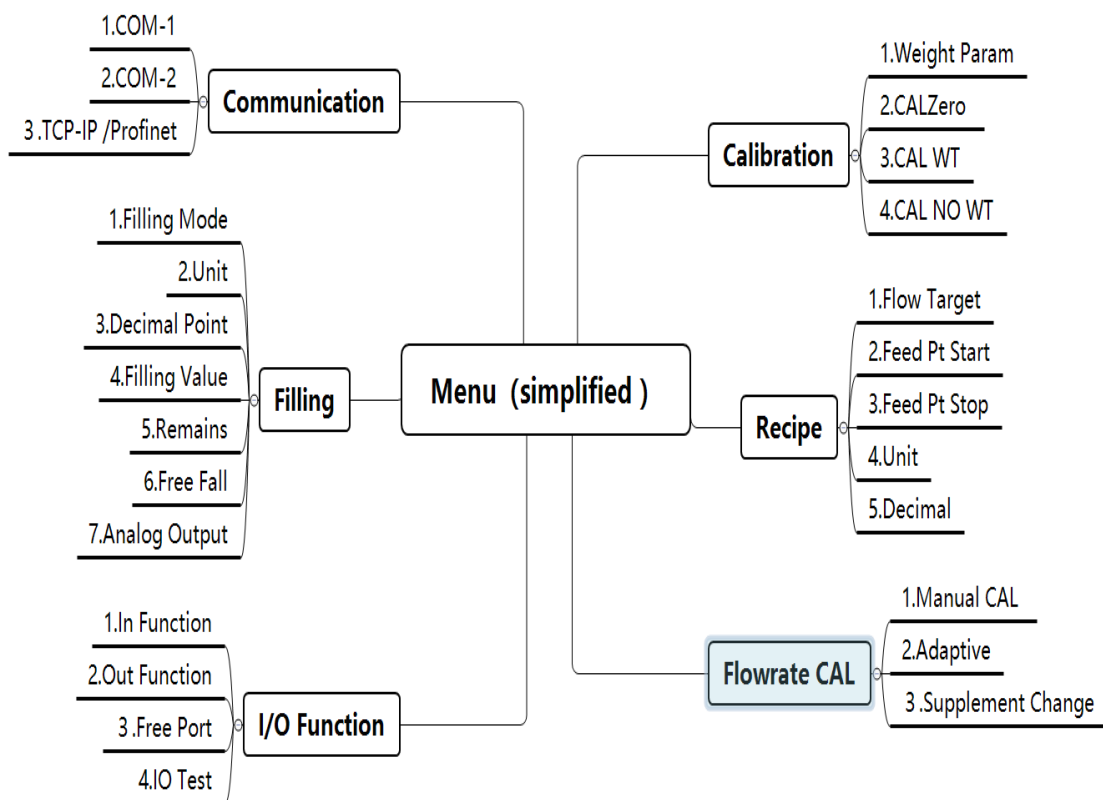 Menu (simplified )
Communication
1.COM-1
2.COM-2
3 .TCP-IP /Profinet
Filling
1.Filling Mode
2.Unit
3.Decimal Point
4.Filling Value
5.Remains
6.Free Fall
7.Analog Output
I/O Function
1.In Function
2.Out Function
3 .Free Port
4.IO Test
Calibration
1.Weight Param
2.CALZero
3.CAL WT
4.CAL NO WT
Recipe
1.Flow Target
2.Feed Pt Start
3.Feed Pt Stop
4.Unit
5.Decimal
Flowrate CAL
1.Manual CAL
2.Adaptive
3 .Supplement Change